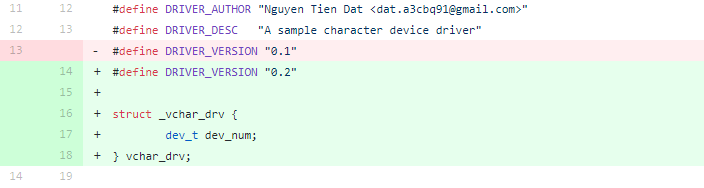 11 12 #define DRIVER_AUTHOR "Nguyen Tien Dat <dat.a3cbq91@gmail.com>"
12 13 #define DRIVER_DESC   "A sample character device driver"
13 - #define DRIVER_VERSION "0.1"
14 + #define DRIVER_VERSION "0.2"
15 +
16 + struct _vchar_drv {
17 +         dev_t dev_num;
18 + } vchar_drv;
14 19